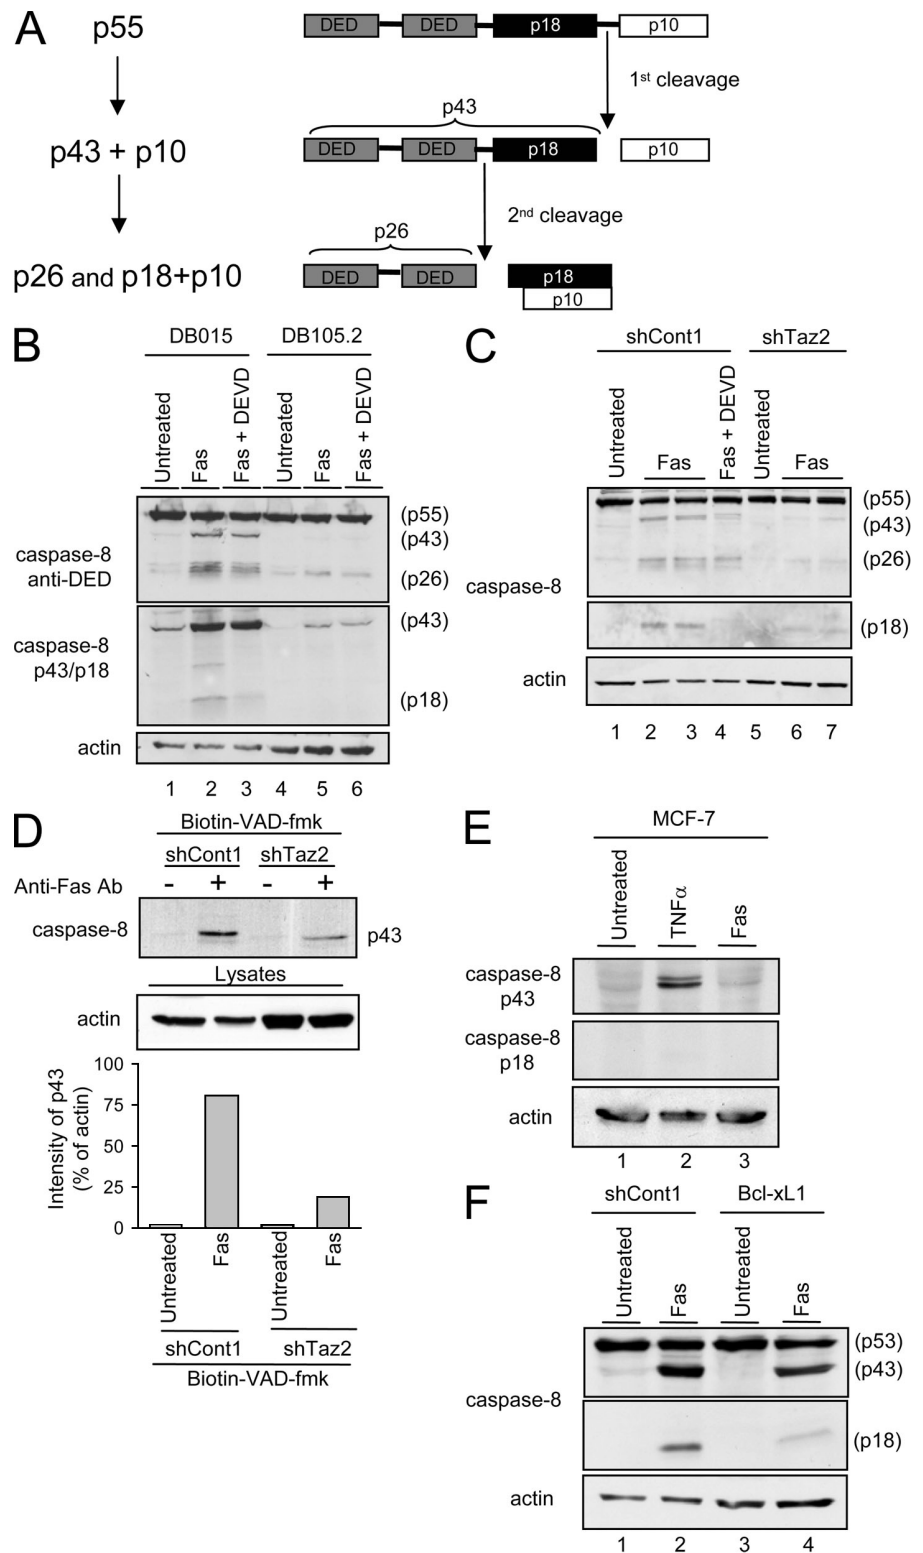 A
p55
DED DED p18 p10
1st cleavage
p43
p43 + p10
DED DED p18 p10
2nd cleavage
p26
p26 and p18+p10
DED DED p18
p10
B
DB015 DB105.2
Untreated
Fas
Fas + DEVD
Untreated
Fas
Fas + DEVD
caspase-8
anti-DED
(p55)
(p43)
(p26)
caspase-8
p43/p18
(p43)
(p18)
actin
1 2 3 4 5 6
C
shCont1 shTaz2
Untreated
Fas
Fas + DEVD
Untreated
Fas
caspase-8
(p55)
(p43)
(p26)
(p18)
actin
1 2 3 4 5 6 7
D
Biotin-VAD-fmk
shCont1 shTaz2
Anti-Fas Ab - + - +
caspase-8 p43
Lysates
actin
Intensity of p43
(% of actin)
100
75
50
25
0
Untreated
Fas
Untreated
Fas
shCont1 shTaz2
Biotin-VAD-fmk
E
MCF-7
Untreated
TNFα
Fas
caspase-8
p43
caspase-8
p18
actin
1 2 3
F
shCont1 Bcl-xL1
Untreated
Fas
Untreated
Fas
caspase-8
(p53)
(p43)
(p18)
actin
1 2 3 4